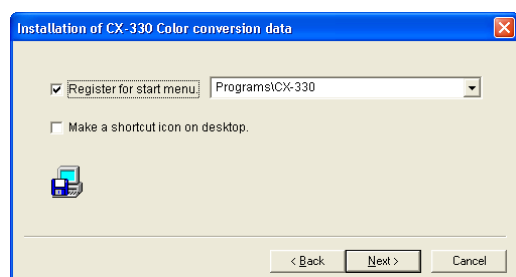 Installation of CX-330 Color conversion data
Register for start menu. Programs\CX-330
Make a shortcut icon on desktop.
< Back Next > Cancel